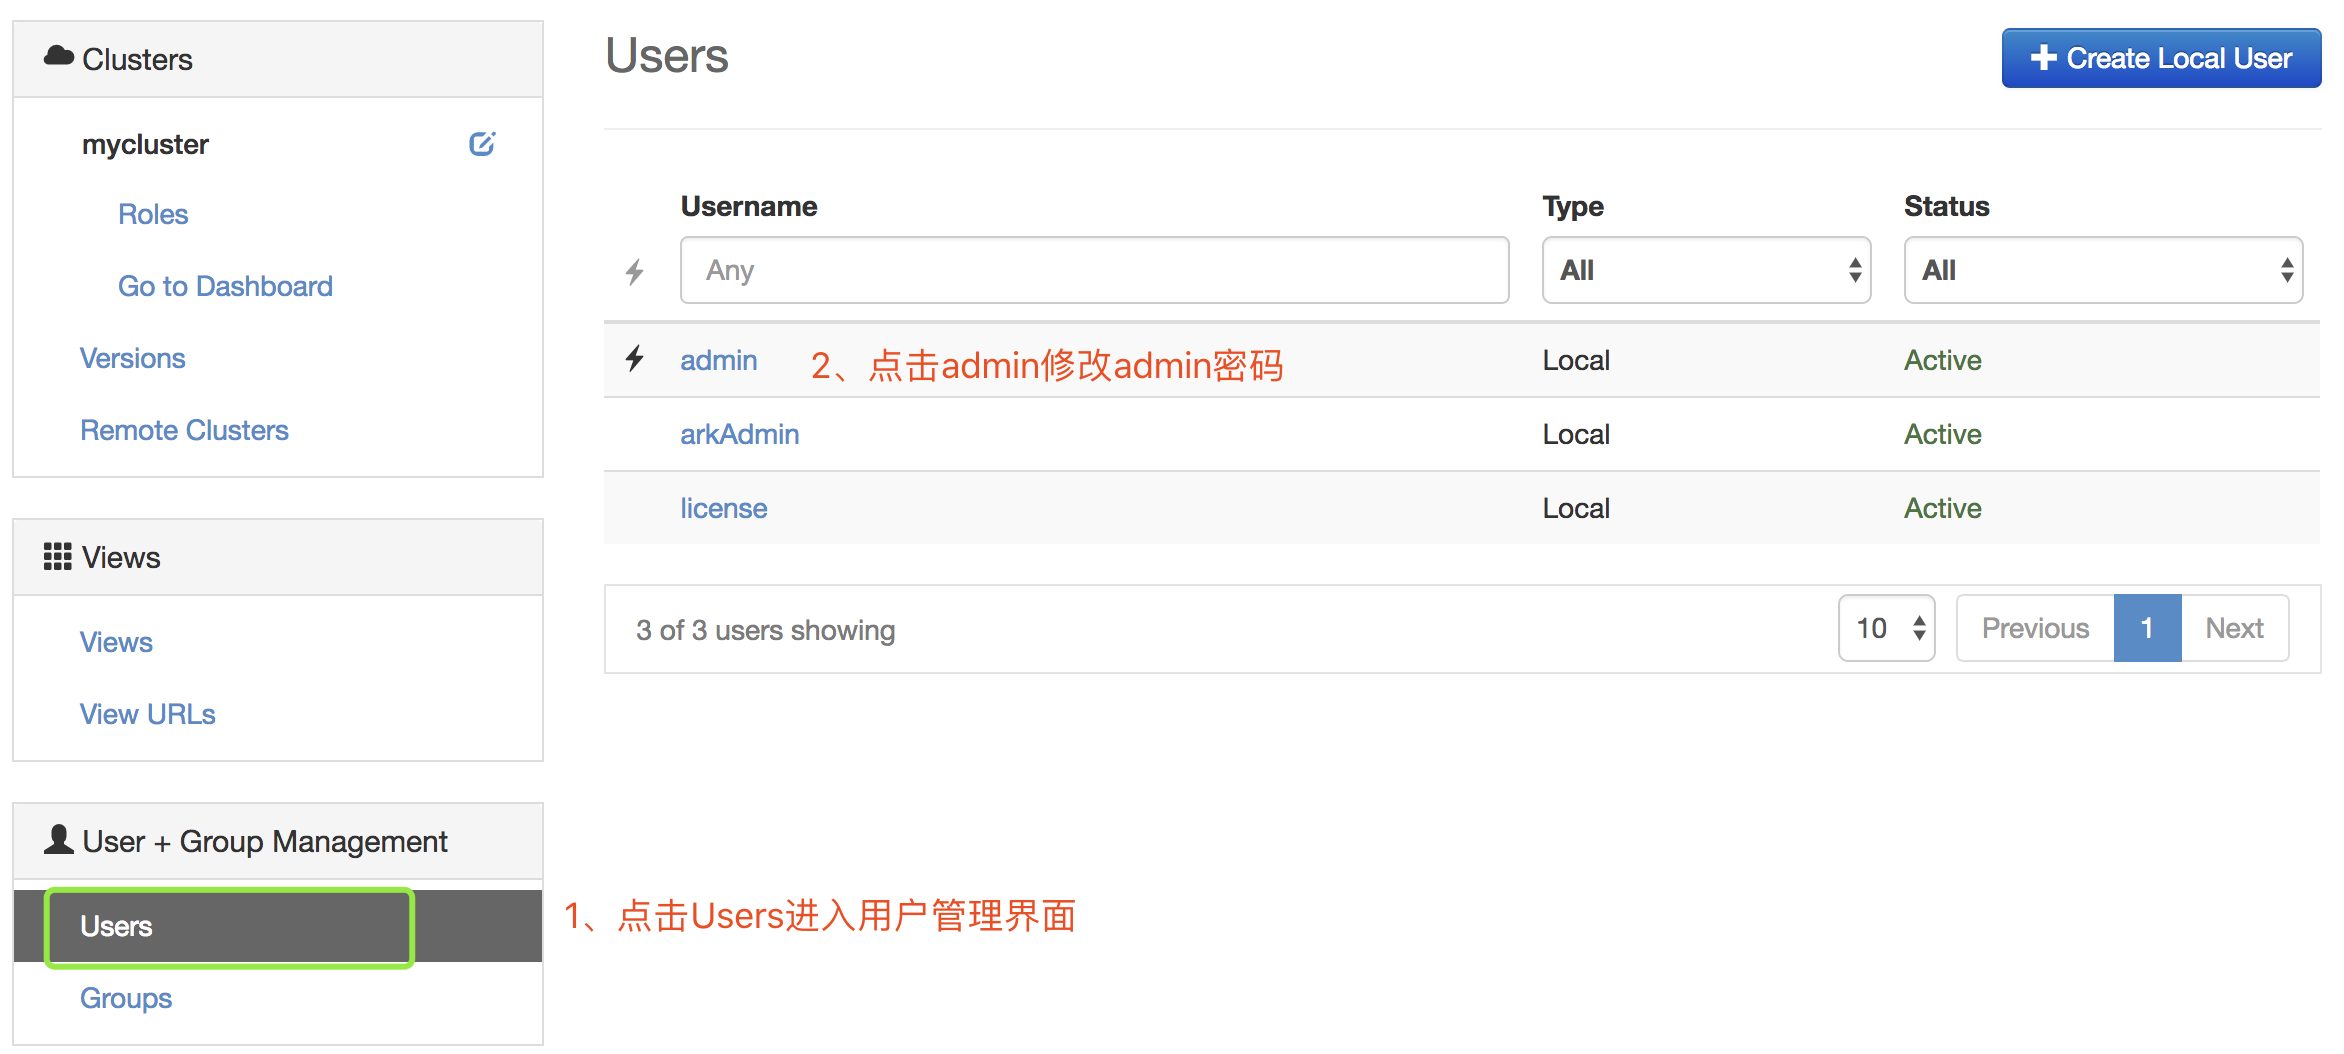 Clusters
mycluster
Roles
Go to Dashboard
Versions
Remote Clusters
Views
Views
View URLs
User + Group Management
Users
Groups
1、点击Users进入用户管理界面
Users
Create Local User
Username Type Status
Any All All
admin 2、点击admin修改admin密码 Local Active
arkAdmin Local Active
license Local Active
3 of 3 users showing 10 Previous 1 Next